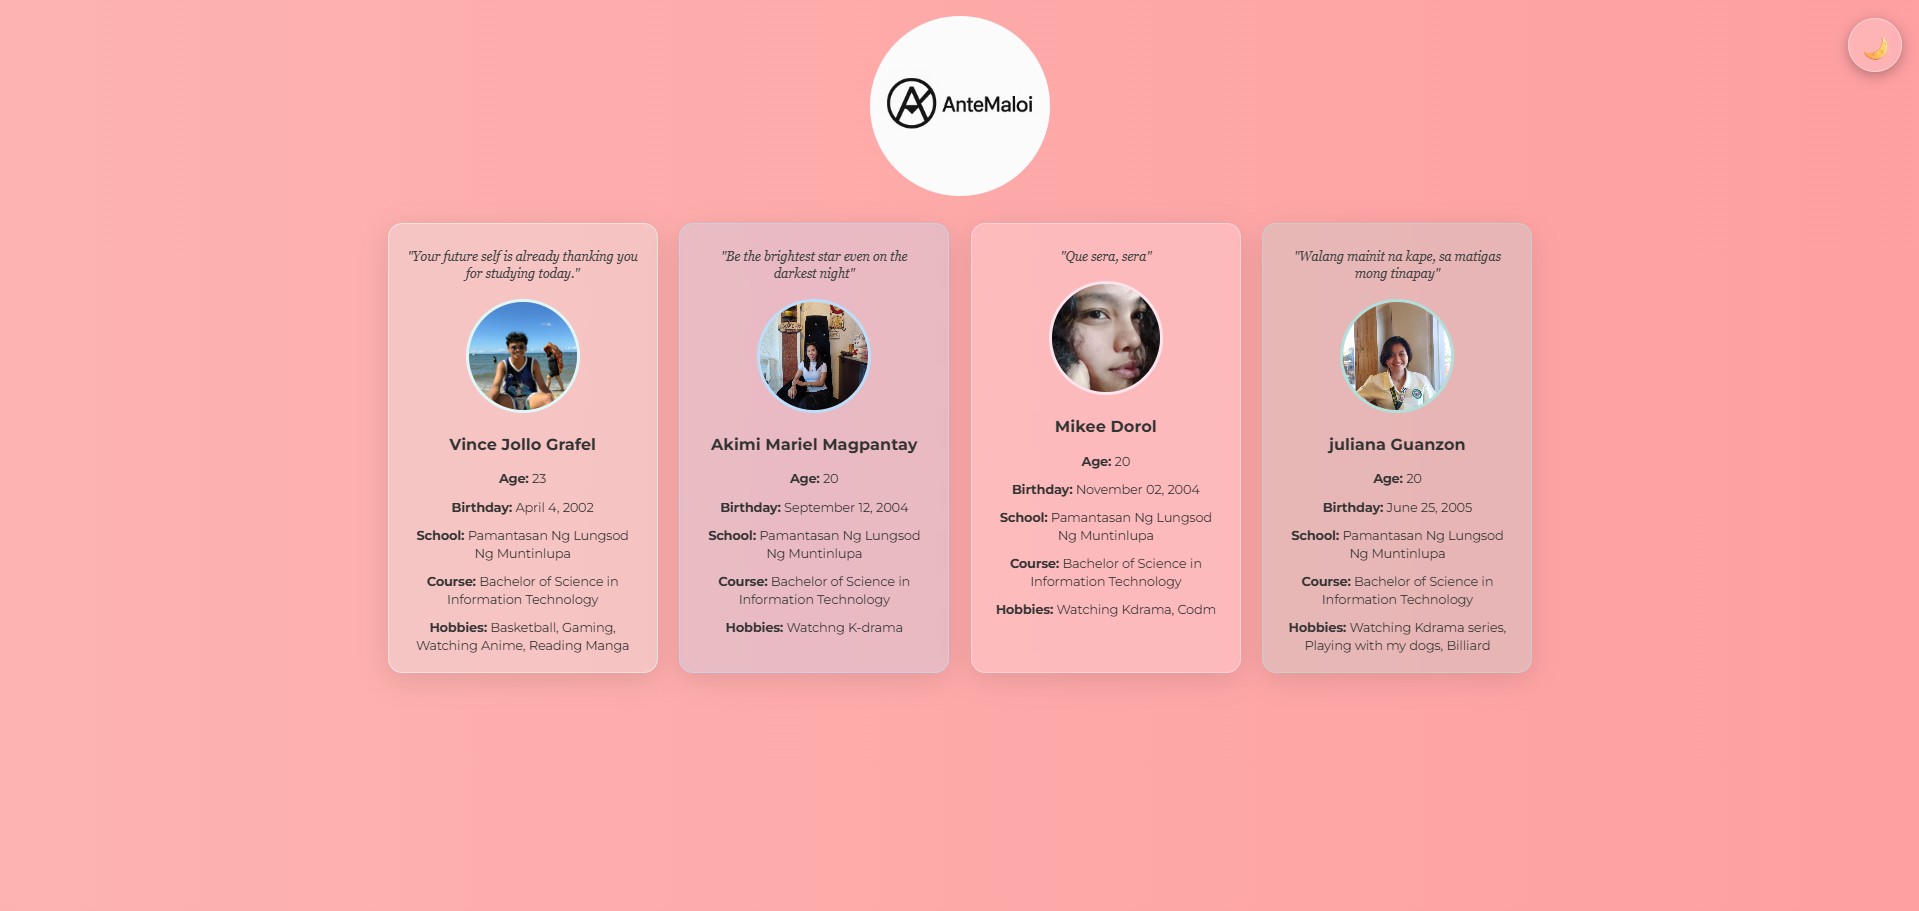 AnteMaloi
"Your future self is already thanking you
for studying today."
Vince Jollo Grafel
Age: 23
Birthday: April 4, 2002
School: Pamantasan Ng Lungsod
Ng Muntinlupa
Course: Bachelor of Science in
Information Technology
Hobbies: Basketball, Gaming,
Watching Anime, Reading Manga
"Be the brightest star even on the
darkest night"
Akimi Mariel Magpantay
Age: 20
Birthday: September 12, 2004
School: Pamantasan Ng Lungsod
Ng Muntinlupa
Course: Bachelor of Science in
Information Technology
Hobbies: Watchng K-drama
"Que sera, sera"
Mikee Dorol
Age: 20
Birthday: November 02, 2004
School: Pamantasan Ng Lungsod
Ng Muntinlupa
Course: Bachelor of Science in
Information Technology
Hobbies: Watching Kdrama, Codm
"Walang mainit na kape, sa matigas
mong tinapay"
juliana Guanzon
Age: 20
Birthday: June 25, 2005
School: Pamantasan Ng Lungsod
Ng Muntinlupa
Course: Bachelor of Science in
Information Technology
Hobbies: Watching Kdrama series,
Playing with my dogs, Billiard